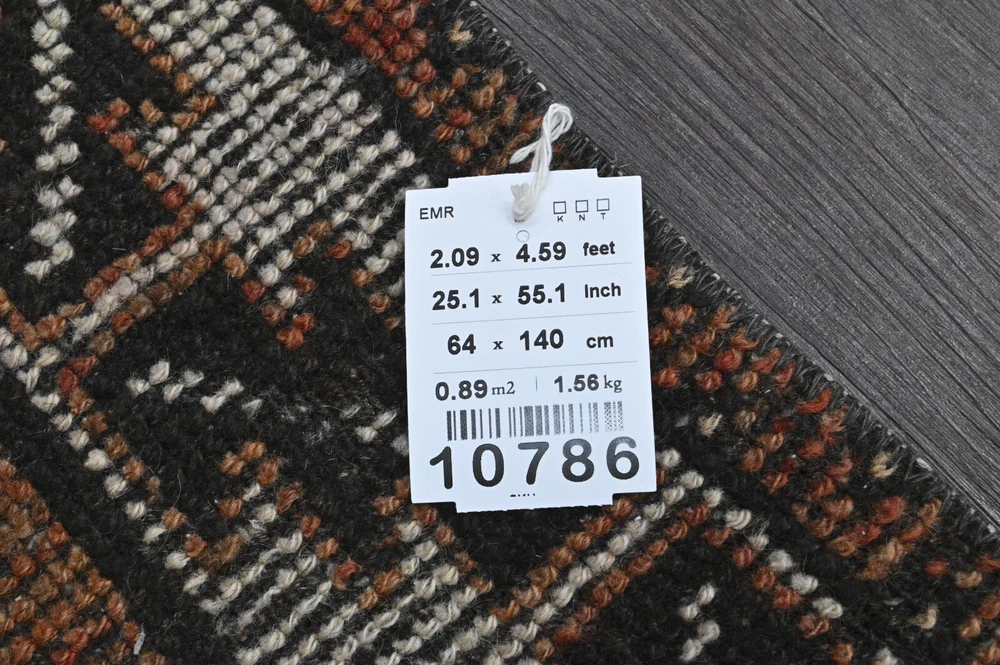 EMR
K N T
2.09 x 4.59 feet
25.1 x 55.1 Inch
64 x 140 cm
0.89 m2 | 1.56 kg
10786